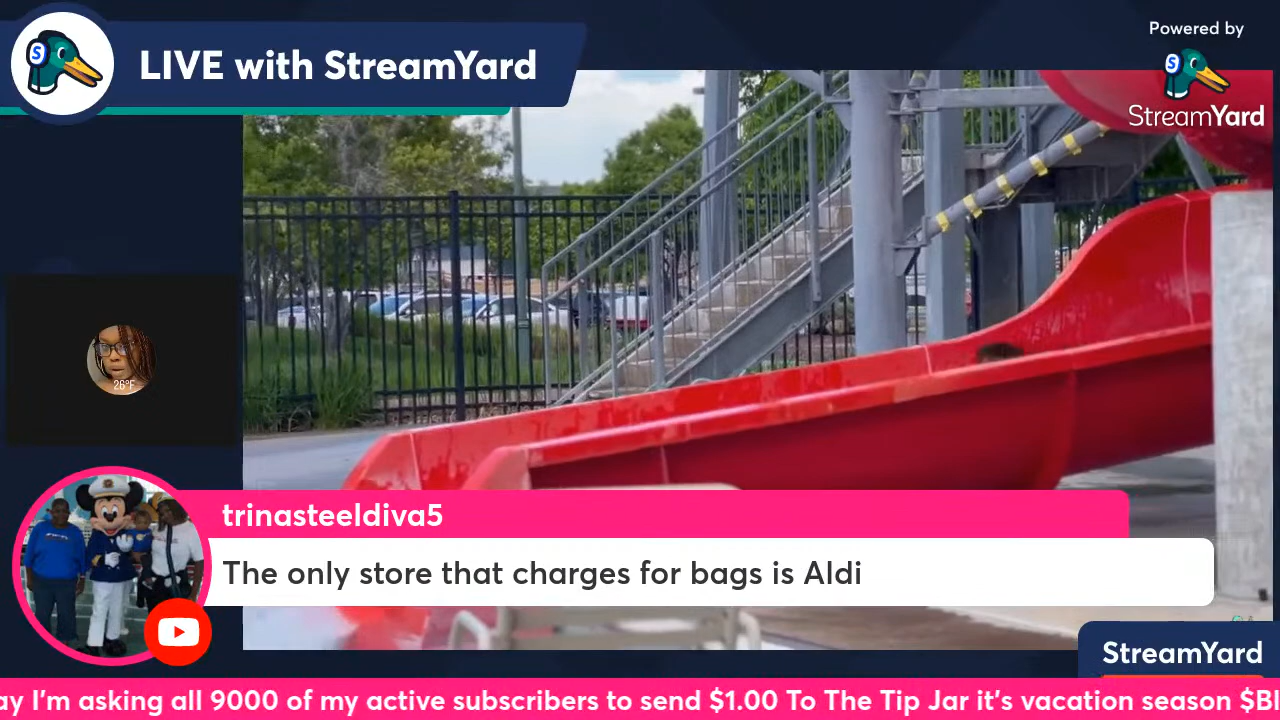 LIVE with StreamYard
Powered by
StreamYard
26°F
trinasteeldiva5
The only store that charges for bags is Aldi
StreamYard
ay I'm asking all 9000 of my active subscribers to send $1.00 To The Tip Jar it's vacation season $Bl